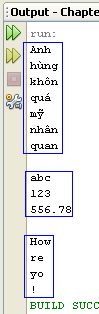 Output - Chapte
run:
Anh
hùng
khôn
quá
mỹ
nhân
quan
abc
123
556.78
How
re
yo
!
BUILD SUCC